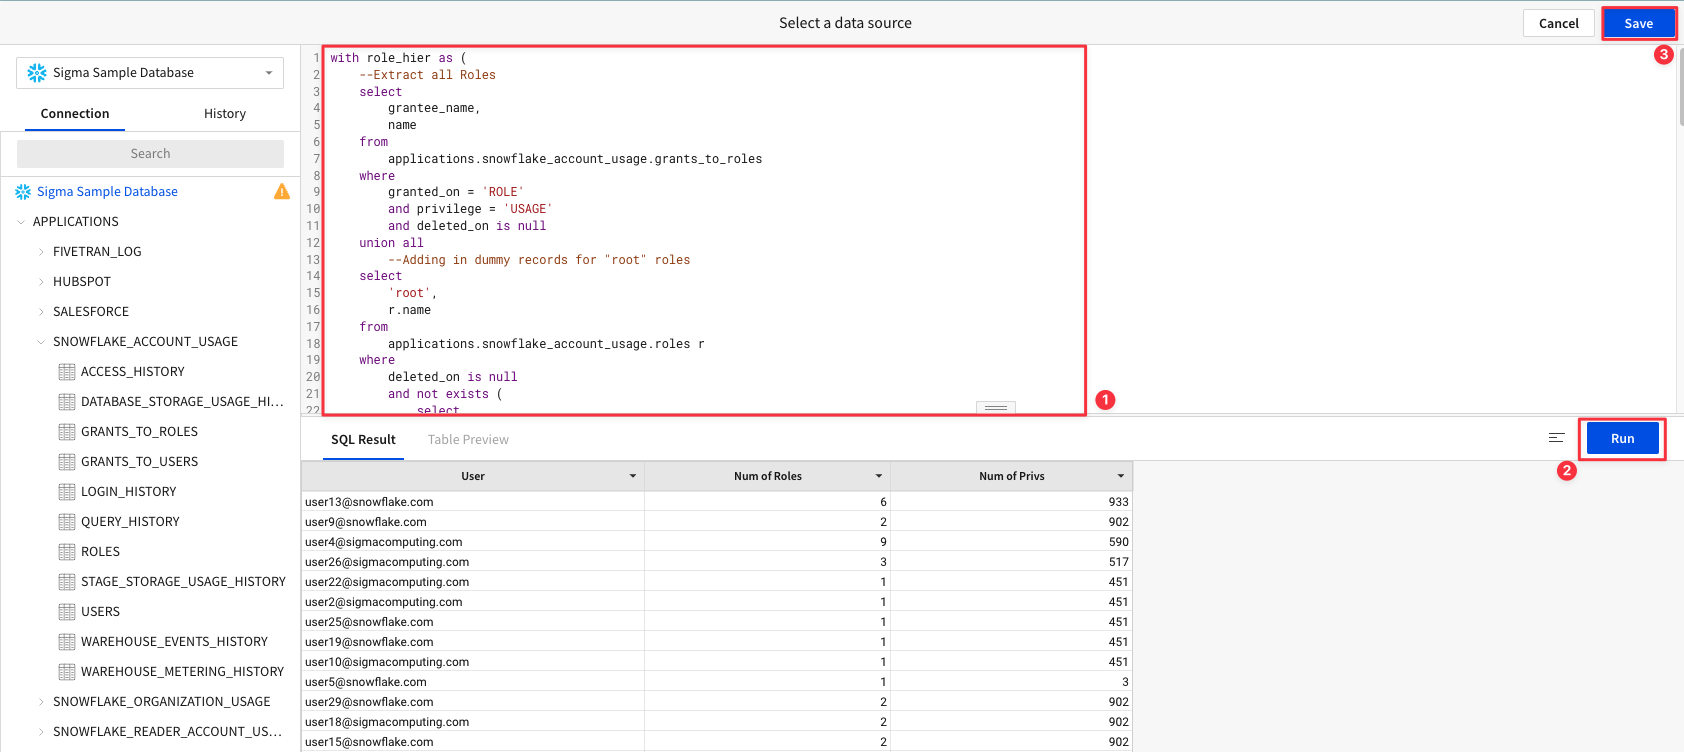 Select a data source
Cancel
Save
3
Sigma Sample Database
Connection
History
Search
Sigma Sample Database
APPLICATIONS
FIVETRAN_LOG
HUBSPOT
SALESFORCE
SNOWFLAKE_ACCOUNT_USAGE
ACCESS_HISTORY
DATABASE_STORAGE_USAGE_HI...
GRANTS_TO_ROLES
GRANTS_TO_USERS
LOGIN_HISTORY
QUERY_HISTORY
ROLES
STAGE_STORAGE_USAGE_HISTORY
USERS
WAREHOUSE_EVENTS_HISTORY
WAREHOUSE_METERING_HISTORY
SNOWFLAKE_ORGANIZATION_USAGE
SNOWFLAKE_READER_ACCOUNT_US...
1 with role_hier as (
2 --Extract all Roles
3 select
4 grantee_name,
5 name
6 from
7 applications.snowflake_account_usage.grants_to_roles
8 where
9 granted_on = 'ROLE'
10 and privilege = 'USAGE'
11 and deleted_on is null
12 union all
13 --Adding in dummy records for "root" roles
14 select
15 'root',
16 r.name
17 from
18 applications.snowflake_account_usage.roles r
19 where
20 deleted_on is null
21 and not exists (
22 select
1
SQL Result
Table Preview
Run
2
User Num of Roles Num of Privs
user13@snowflake.com 6 933
user9@snowflake.com 2 902
user4@sigmacomputing.com 9 590
user26@sigmacomputing.com 3 517
user22@sigmacomputing.com 1 451
user2@sigmacomputing.com 1 451
user25@snowflake.com 1 451
user19@snowflake.com 1 451
user10@sigmacomputing.com 1 451
user5@snowflake.com 1 3
user29@snowflake.com 2 902
user18@sigmacomputing.com 2 902
user15@snowflake.com 2 902